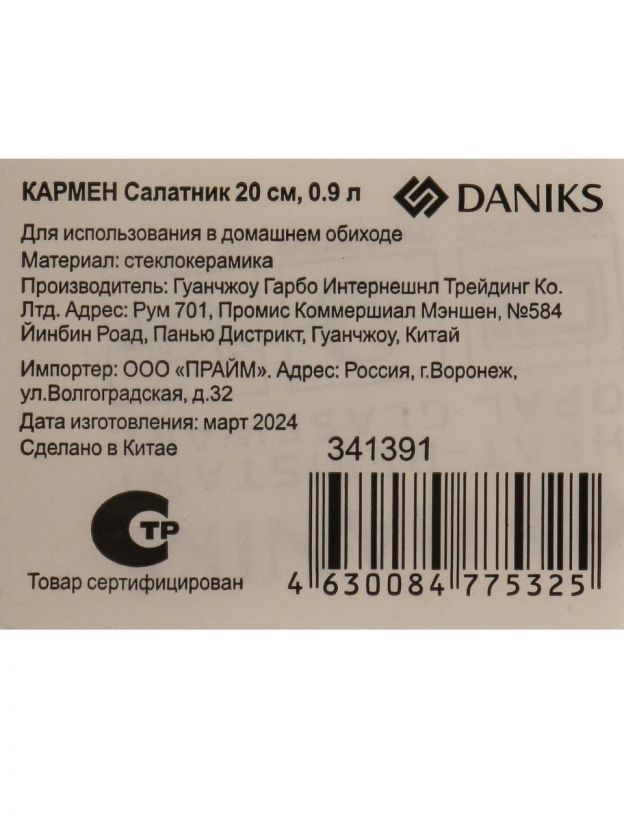 КАРМЕН Салатник 20 см, 0.9 л
DANIKS
Для использования в домашнем обиходе
Материал: стеклокерамика
Производитель: Гуанчжоу Гарбо Интернешнл Трейдинг Ко.
Лтд. Адрес: Рум 701, Промис Коммершиал Мэншен, №584
Йинбин Роад, Панью Дистрикт, Гуанчжоу, Китай
Импортер: ООО «ПРАЙМ». Адрес: Россия, г.Воронеж,
ул.Волгоградская, д.32
Дата изготовления: март 2024
Сделано в Китае
341391
СТР
Товар сертифицирован
4 630084 775325